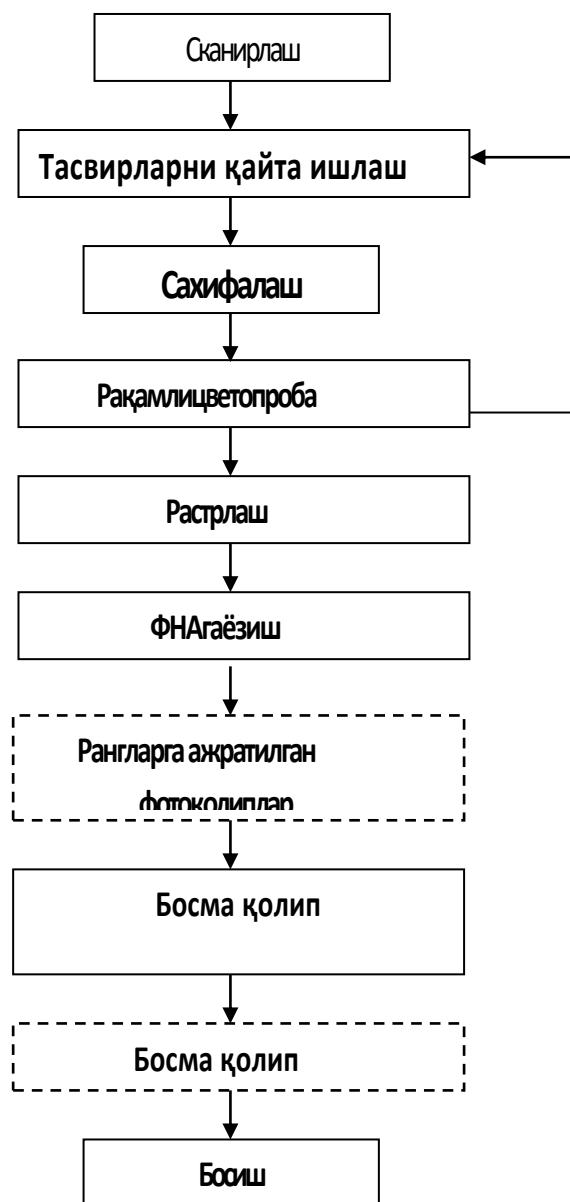 Сканирлаш
Тасвирларни қайта ишлаш
Сахифалаш
Рақамлицветопроба
Растрлаш
ФНАгаёзиш
Рангларга ажратилган
фотоқолиплар
Босма қолип
Босма қолип
Босиш